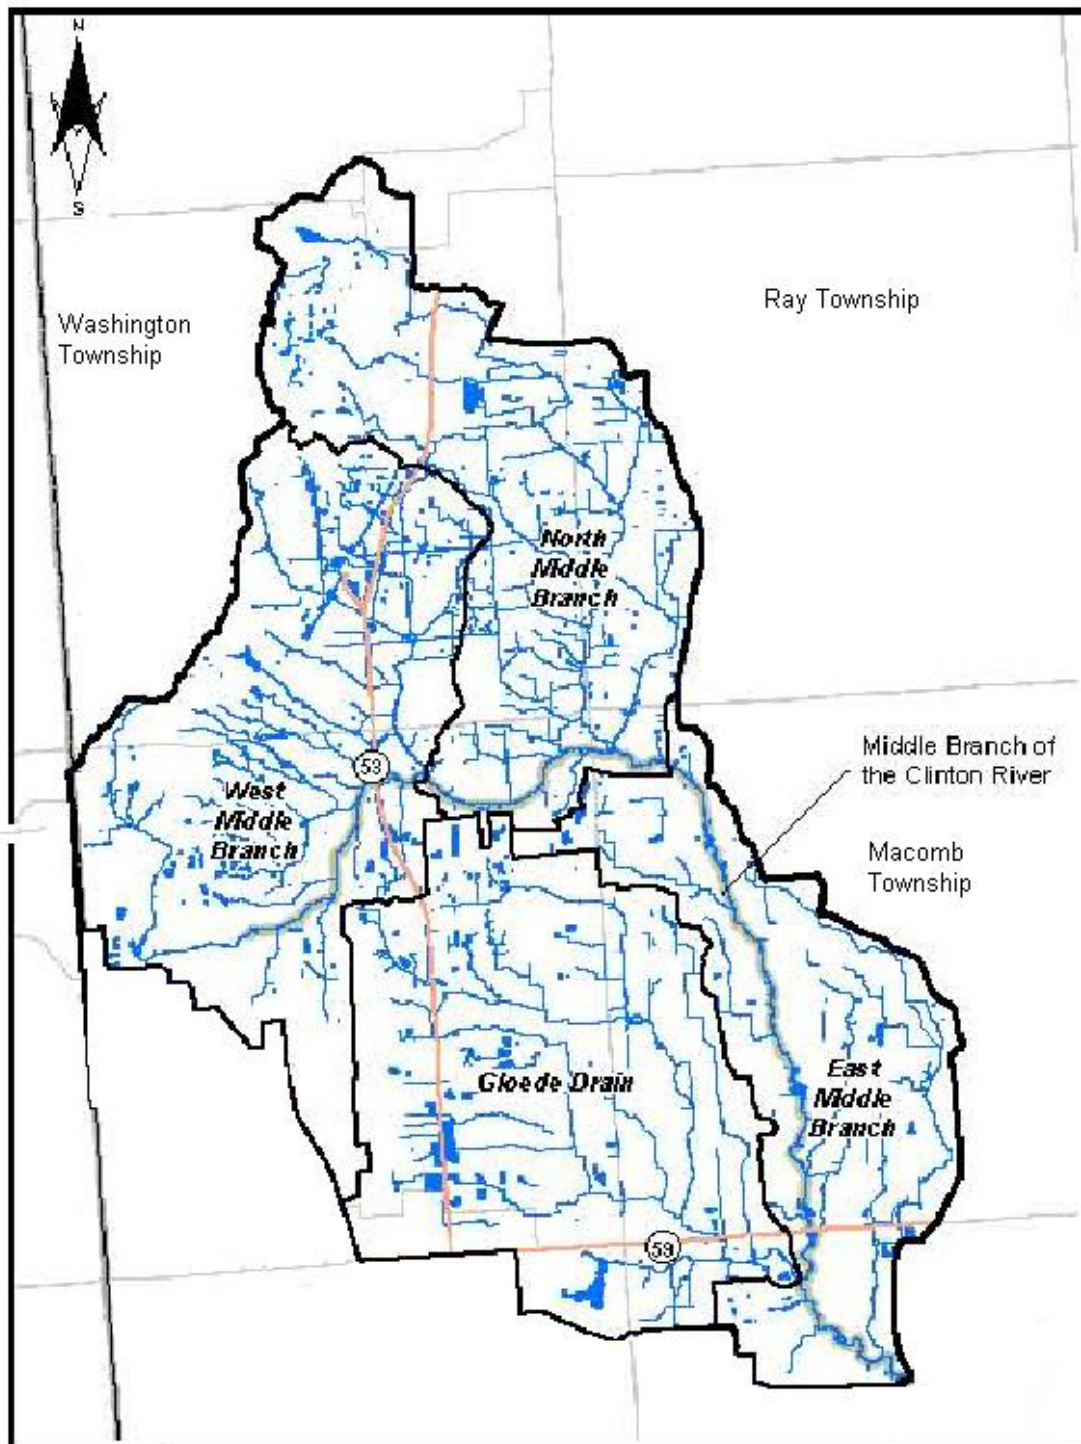 N
S
Ray Township
Washington
Township
North
Middle
Branch
Middle Branch of
the Clinton River
53
West
Middle
Branch
Macomb
Township
Gloede Drain
East
Middle
Branch
59